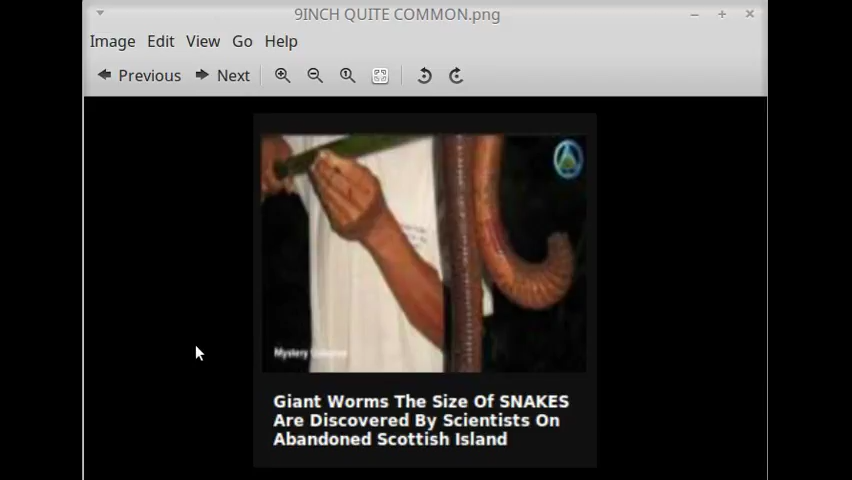 9INCH QUITE COMMON.png
Image Edit View Go Help
Previous Next
Mystery
Giant Worms The Size Of SNAKES
Are Discovered By Scientists On
Abandoned Scottish Island